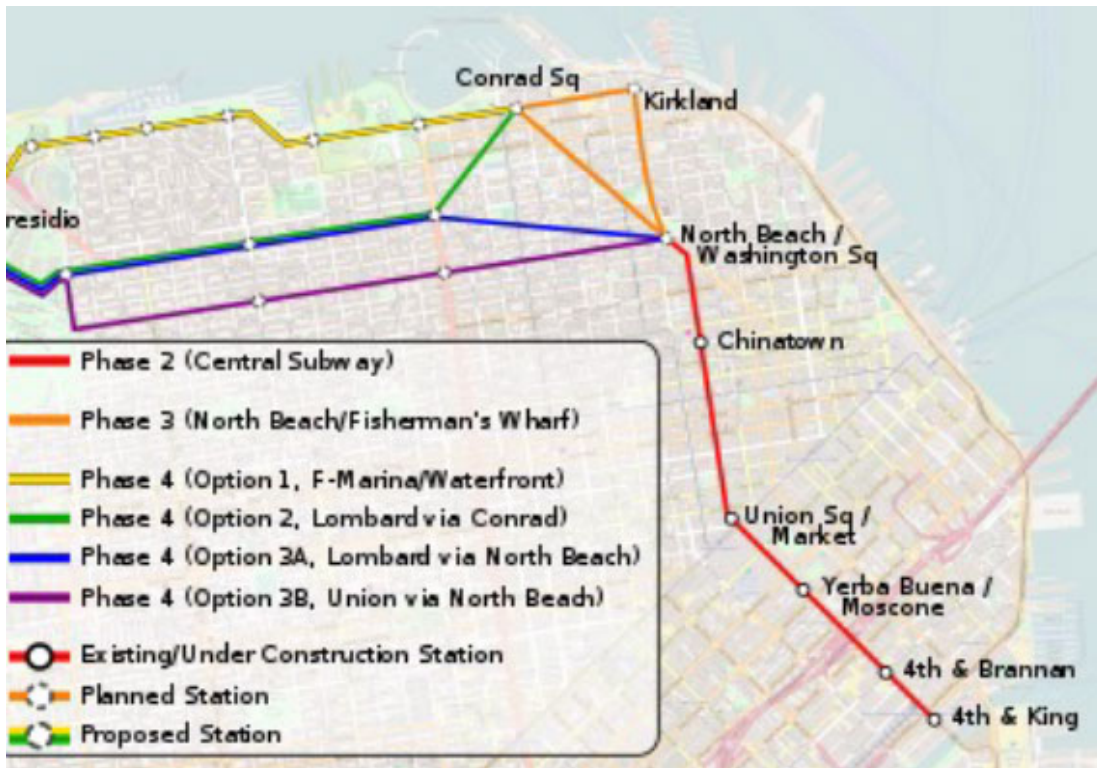 Conrad Sq
Kirkland
residio
North Beach /
Washington Sq
Chinatown
Union Sq /
Market
Yerba Buena /
Moscone
4th & Brannan
4th & King
Phase 2 (Central Subway)
Phase 3 (North Beach/Fisherman's Wharf)
Phase 4 (Option 1, F-Marina/Waterfront)
Phase 4 (Option 2, Lombard via Conrad)
Phase 4 (Option 3A, Lombard via North Beach)
Phase 4 (Option 3B, Union via North Beach)
Existing/Under Construction Station
Planned Station
Proposed Station